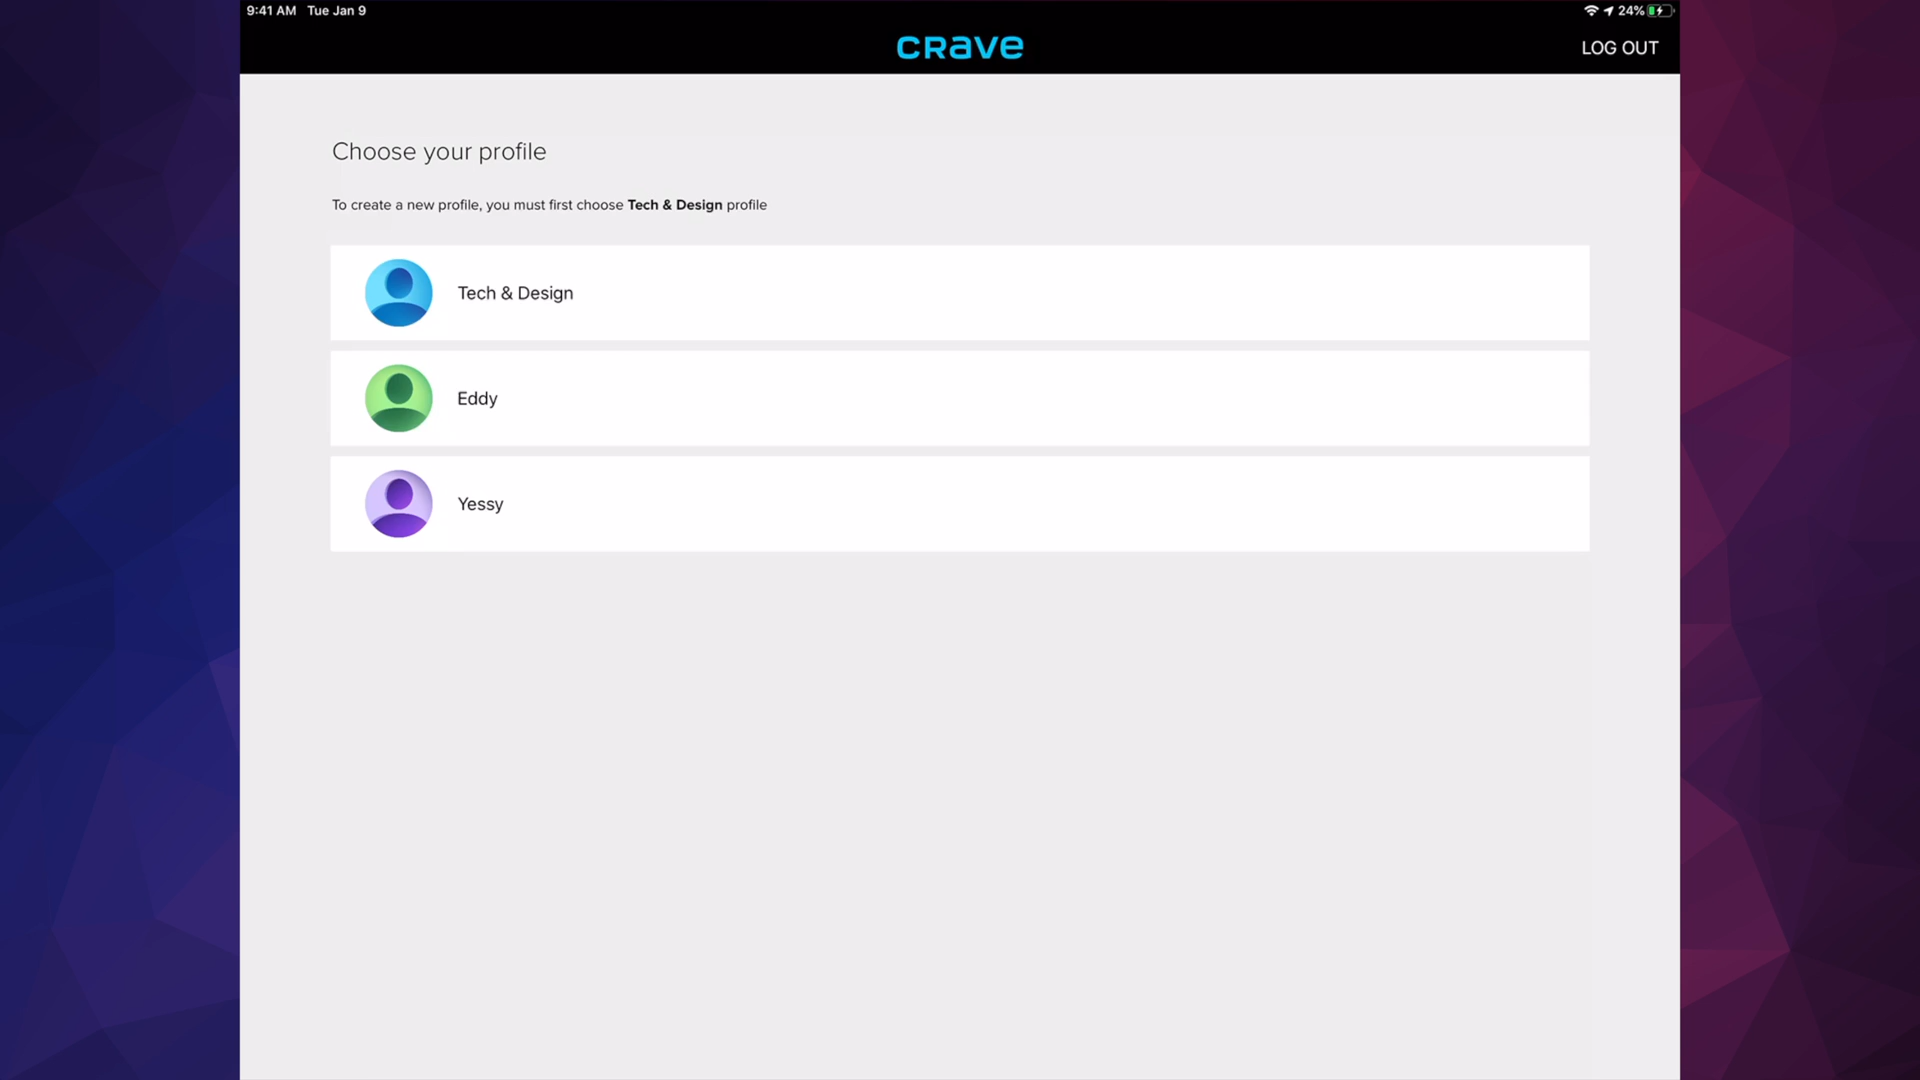 9:41 AM Tue Jan 9
24%
CRAVE
LOG OUT
Choose your profile
To create a new profile, you must first choose Tech & Design profile
Tech & Design
Eddy
Yessy